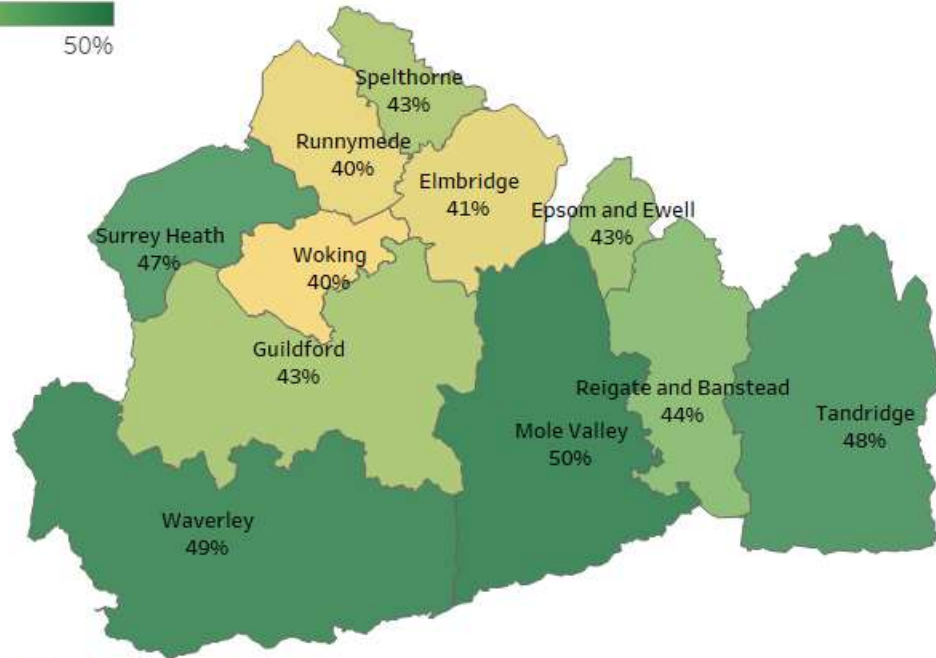 50%
Spelthorne
43%
Runnymede
40%
Elmbridge
41%
Epsom and Ewell
43%
Surrey Heath
47%
Woking
40%
Guildford
43%
Reigate and Banstead
44%
Tandridge
48%
Mole Valley
50%
Waverley
49%